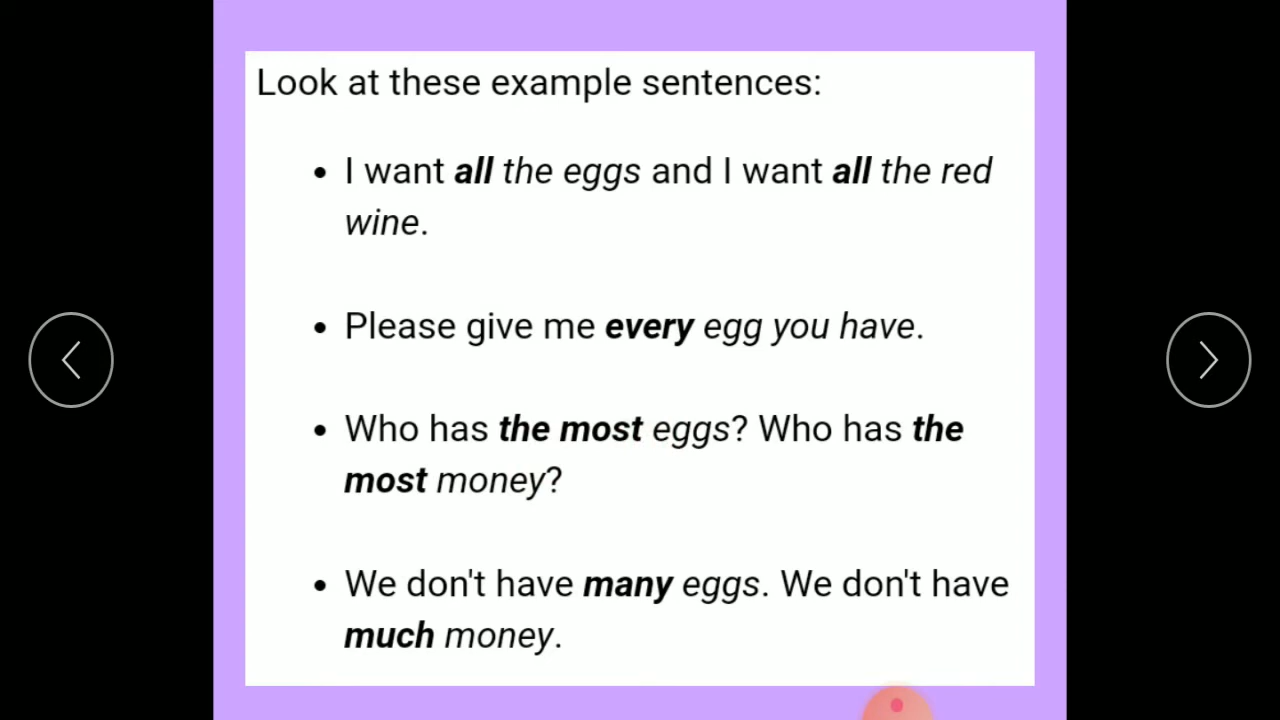 Look at these example sentences:
• I want all the eggs and I want all the red
wine.
• Please give me every egg you have.
• Who has the most eggs? Who has the
most money?
• We don't have many eggs. We don't have
much money.